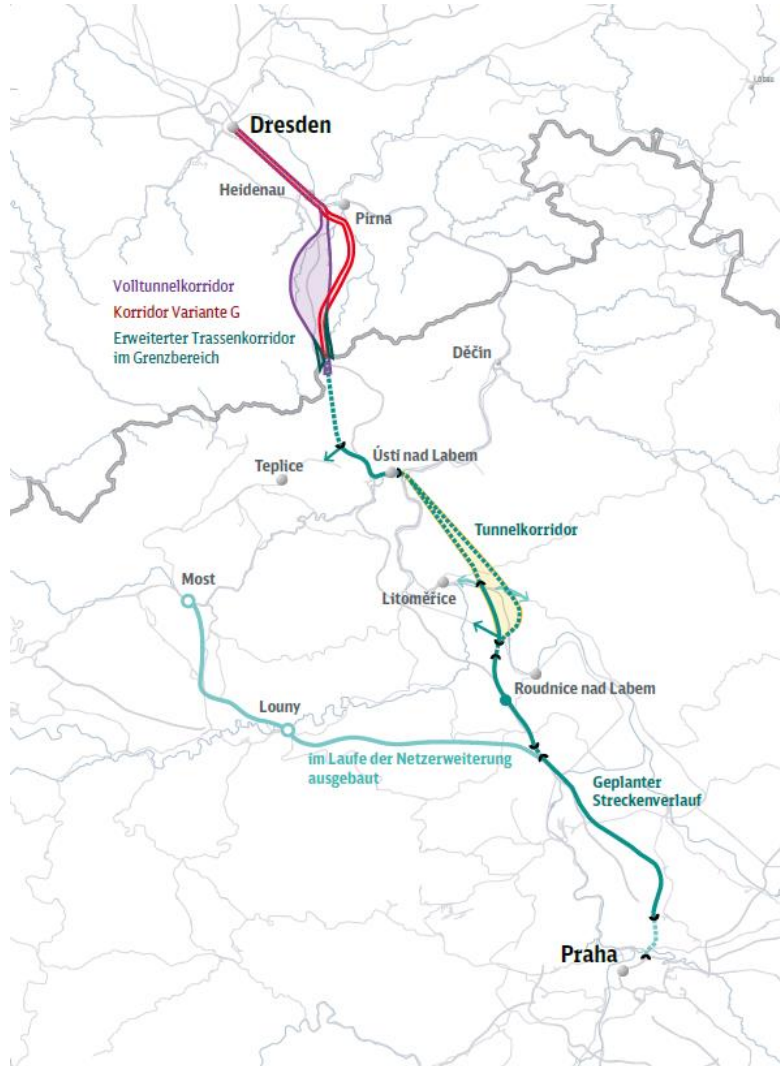 Löbau
Dresden
Heidenau
Pirna
Volltunnelkorridor
Korridor Variante G
Erweiterter Trassenkorridor
im Grenzbereich
Děčín
Ústí nad Labem
Teplice
Tunnelkorridor
Most
Litoměřice
Roudnice nad Labem
Louny
im Laufe der Netzerweiterung
ausgebaut
Geplanter
Streckenverlauf
Praha